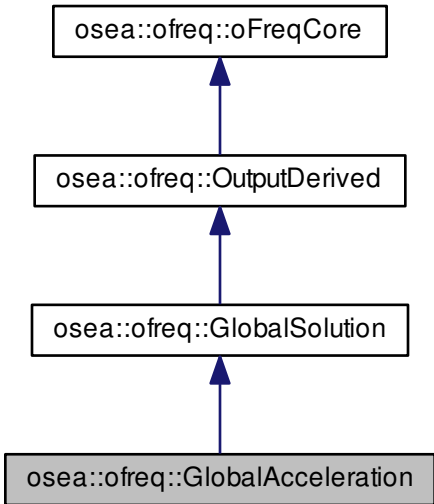 osea::ofreq::oFreqCore
osea::ofreq::OutputDerived
osea::ofreq::GlobalSolution
osea::ofreq::GlobalAcceleration